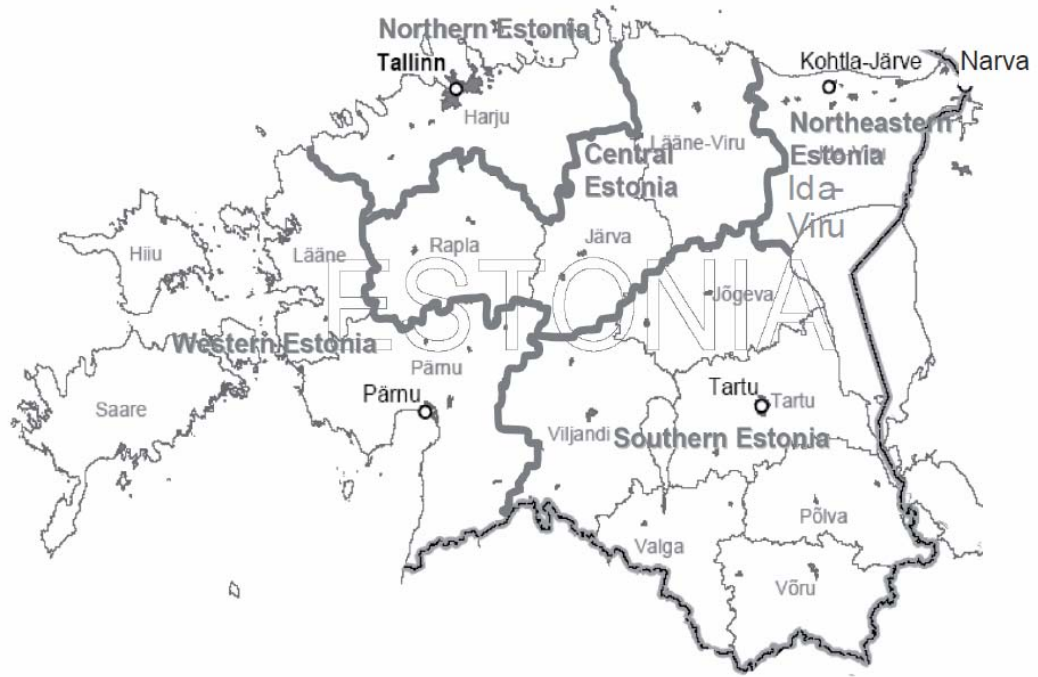 Northern Estonia
Tallinn
Kohtla-Järve
Narva
Harju
Lääne-Viru
Northeastern
Estonia
Ida-
Viru
Central
Estonia
Hiiu
Lääne
Rapla
Järva
ESTONIA
Jõgeva
Western Estonia
Pärnu
Pärnu
Saare
Tartu
Tartu
Viljandi
Southern Estonia
Põlva
Valga
Võru